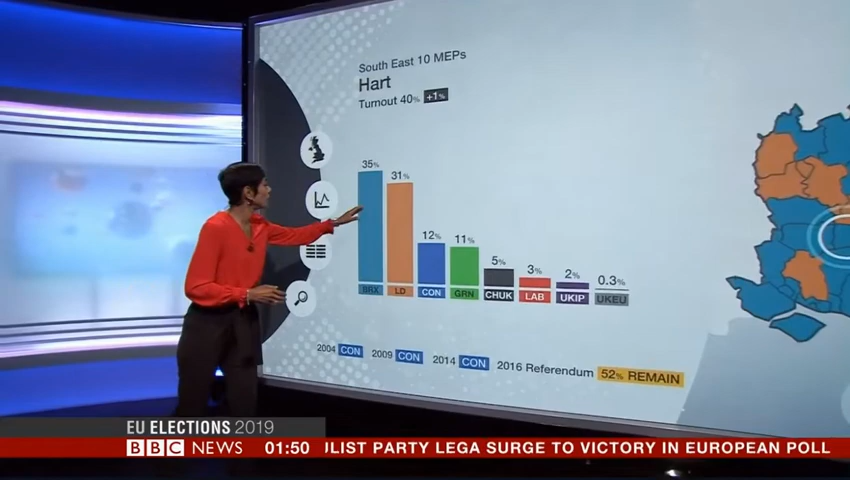 South East 10 MEPs
Hart
Turnout 40% +1%
35%
31%
12%
11%
5%
3%
2%
0.3%
BRX LD CON GRN CHUK LAB UKIP UKEU
2004 CON 2009 CON 2014 CON 2016 Referendum 52% REMAIN
EU ELECTIONS 2019
BBC NEWS 01:50 ULIST PARTY LEGA SURGE TO VICTORY IN EUROPEAN POLL